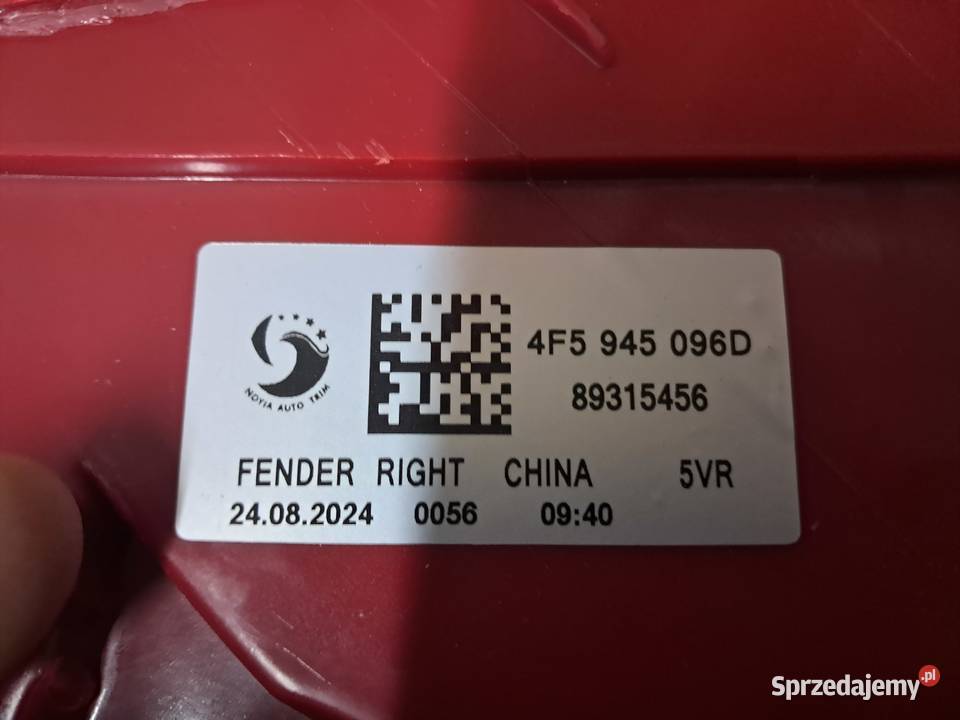 4F5 945 096D
89315456
NOYIA AUTO TRIM
FENDER RIGHT CHINA 5VR
24.08.2024 0056 09:40
Sprzedajemy.pl